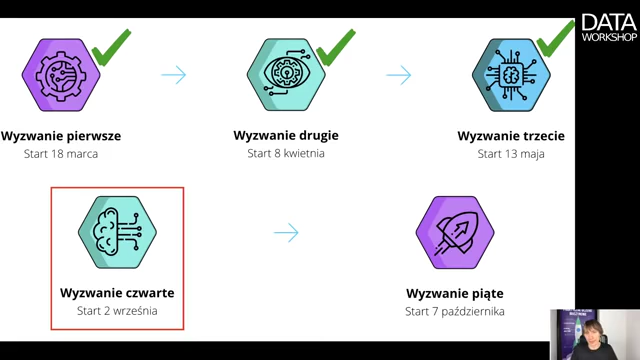 DATA
WORKSHOP
Wyzwanie pierwsze
Start 18 marca
Wyzwanie drugie
Start 8 kwietnia
Wyzwanie trzecie
Start 13 maja
Wyzwanie czwarte
Start 2 września
Wyzwanie piąte
Start 7 października